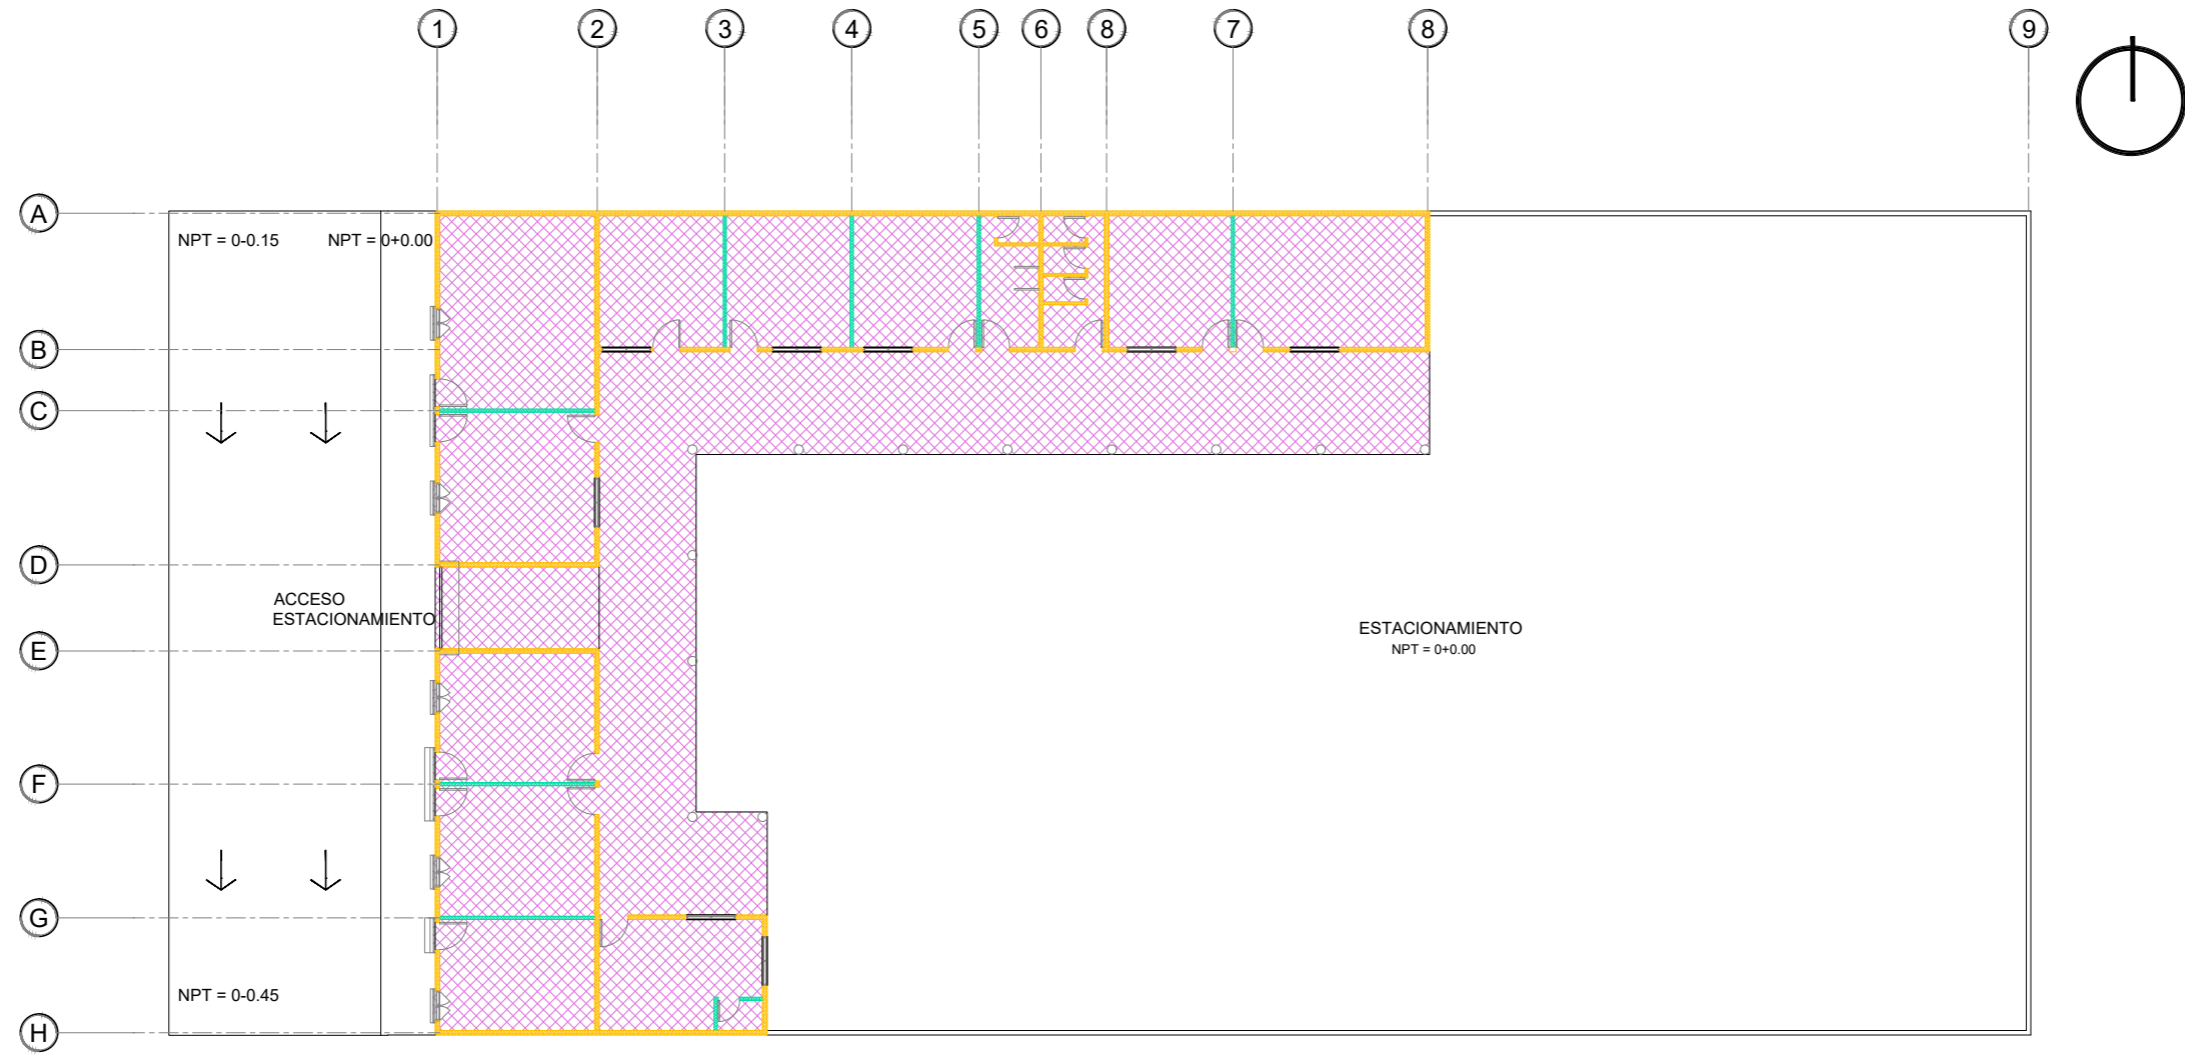 1 2 3 4 5 6 8 7 8 9
A
NPT = 0-0.15 NPT = 0+0.00
B
C
D
ACCESO
ESTACIONAMIENTO
ESTACIONAMIENTO
NPT = 0+0.00
E
F
G
NPT = 0-0.45
H